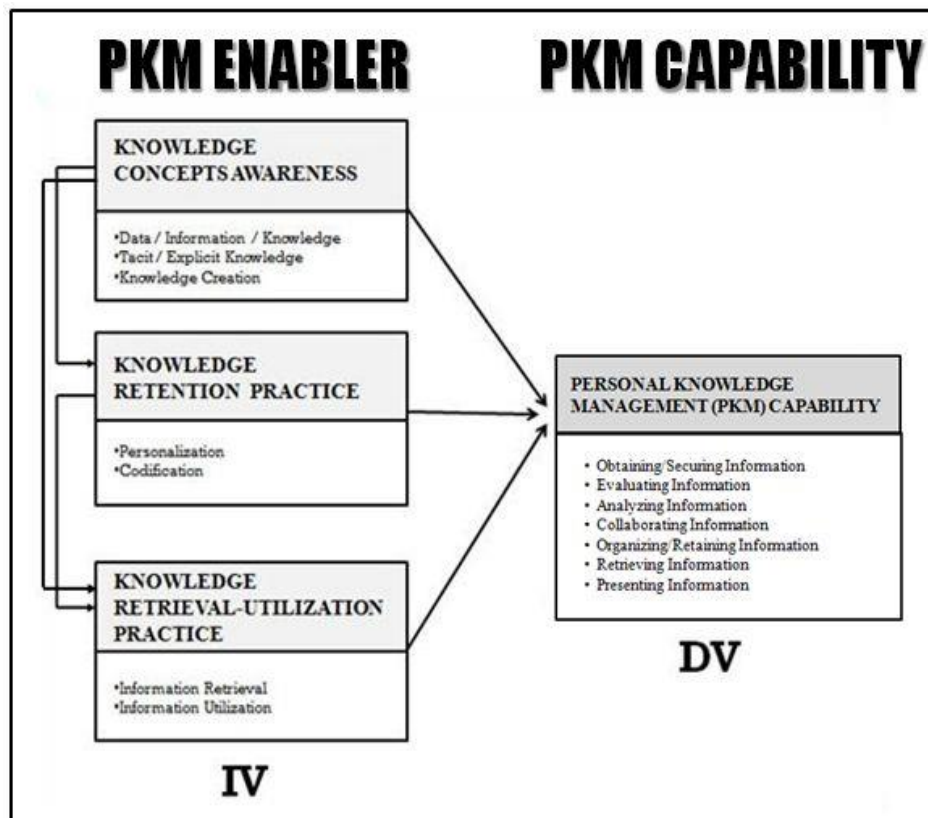 PKM ENABLER
PKM CAPABILITY
KNOWLEDGE
CONCEPTS AWARENESS
•Data / Information / Knowledge
•Tacit / Explicit Knowledge
•Knowledge Creation
KNOWLEDGE
RETENTION PRACTICE
•Personalization
•Codification
KNOWLEDGE
RETRIEVAL-UTILIZATION
PRACTICE
•Information Retrieval
•Information Utilization
IV
PERSONAL KNOWLEDGE
MANAGEMENT (PKM) CAPABILITY
• Obtaining/Securing Information
• Evaluating Information
• Analyzing Information
• Collaborating Information
• Organizing/Retaining Information
• Retrieving Information
• Presenting Information
DV